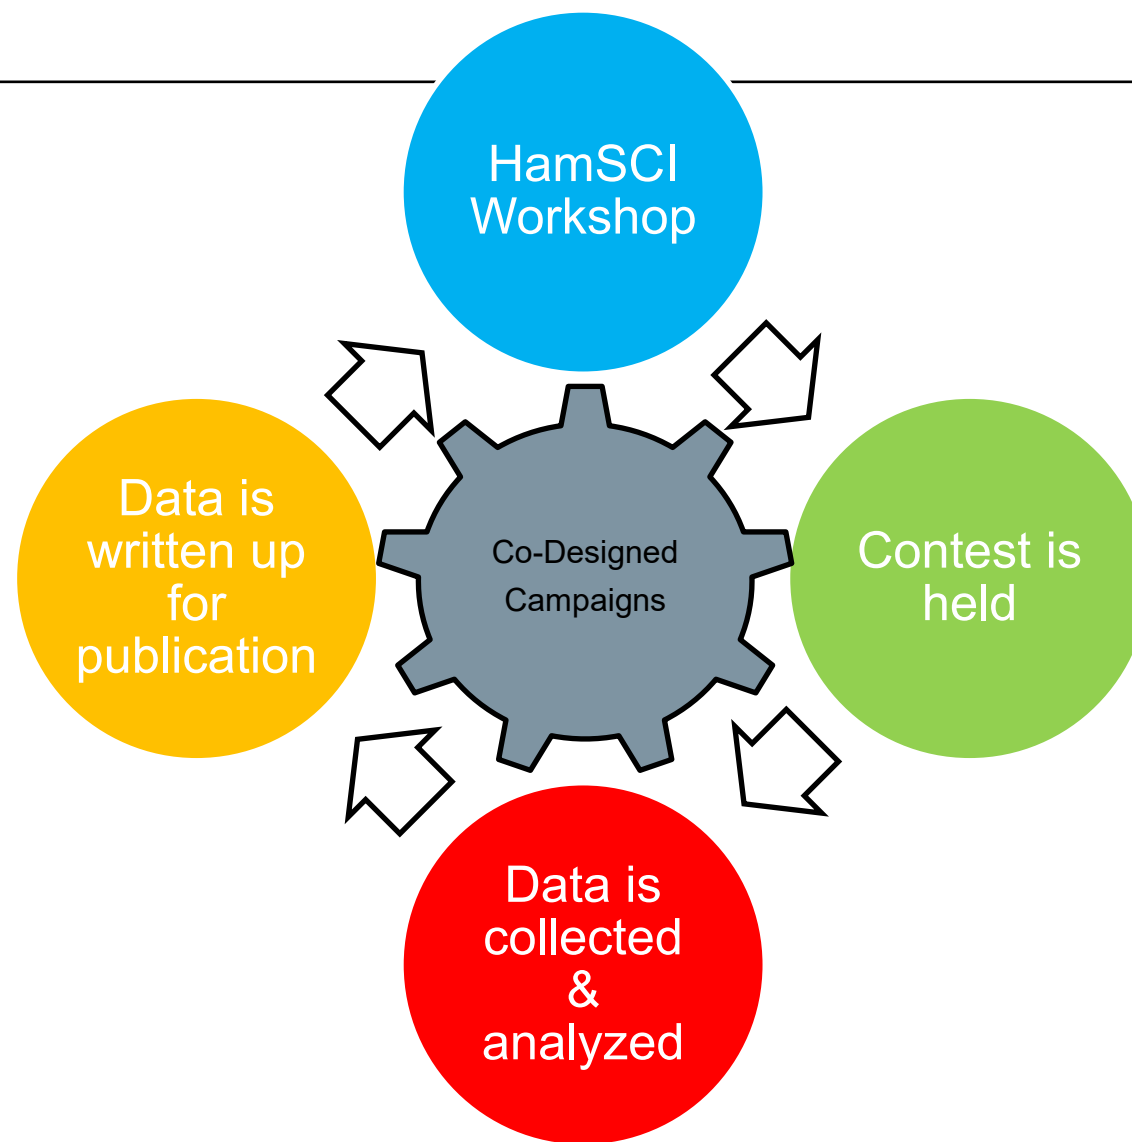 HamSCI
Workshop
Data is
written up
for
publication
Co-Designed
Campaigns
Contest is
held
Data is
collected
&
analyzed